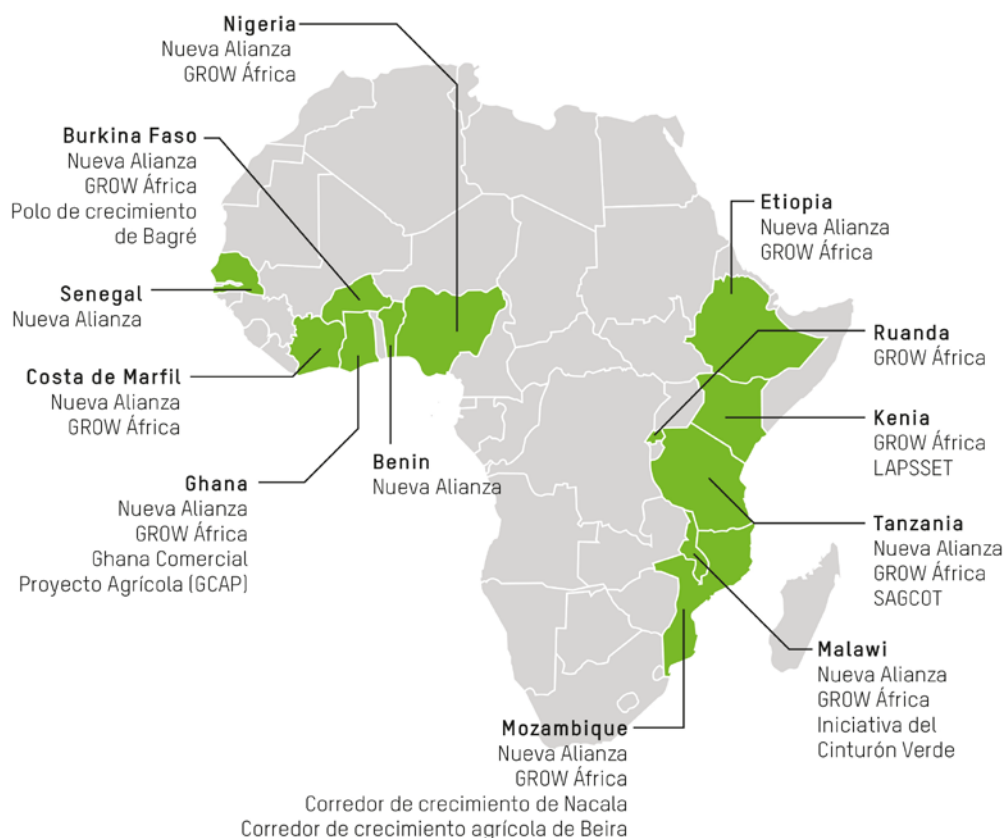 Nigeria
Nueva Alianza
GROW África
Burkina Faso
Nueva Alianza
GROW África
Polo de crecimiento
de Bagré
Senegal
Nueva Alianza
Costa de Marfil
Nueva Alianza
GROW África
Ghana
Nueva Alianza
GROW África
Ghana Comercial
Proyecto Agrícola (GCAP)
Benin
Nueva Alianza
Etiopia
Nueva Alianza
GROW África
Ruanda
GROW África
Kenia
GROW África
LAPSSET
Tanzania
Nueva Alianza
GROW África
SAGCOT
Malawi
Nueva Alianza
GROW África
Iniciativa del
Cinturón Verde
Mozambique
Nueva Alianza
GROW África
Corredor de crecimiento de Nacala
Corredor de crecimiento agrícola de Beira